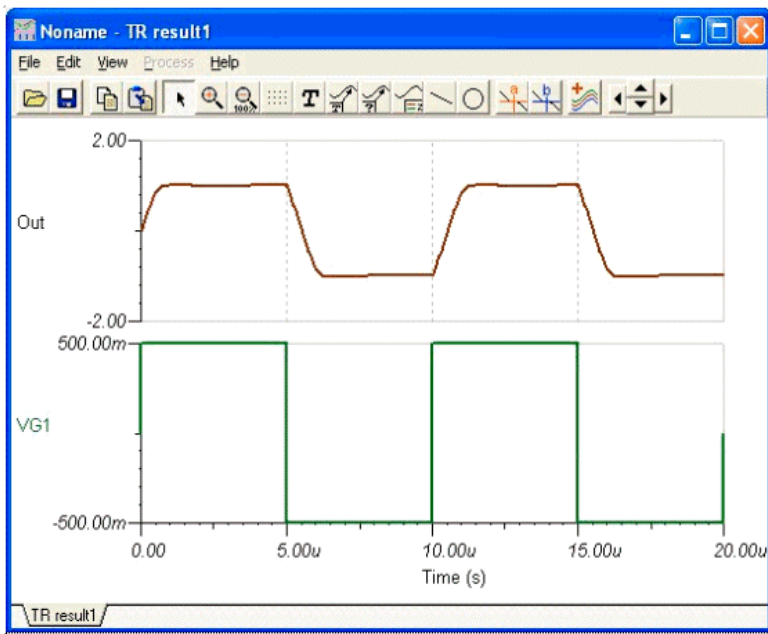 Noname - TR result1
File Edit View Process Help
T
100%
a
b
2.00
Out
-2.00
500.00m
VG1
-500.00m
0.00 5.00u 10.00u 15.00u 20.00u
Time (s)
TR result1